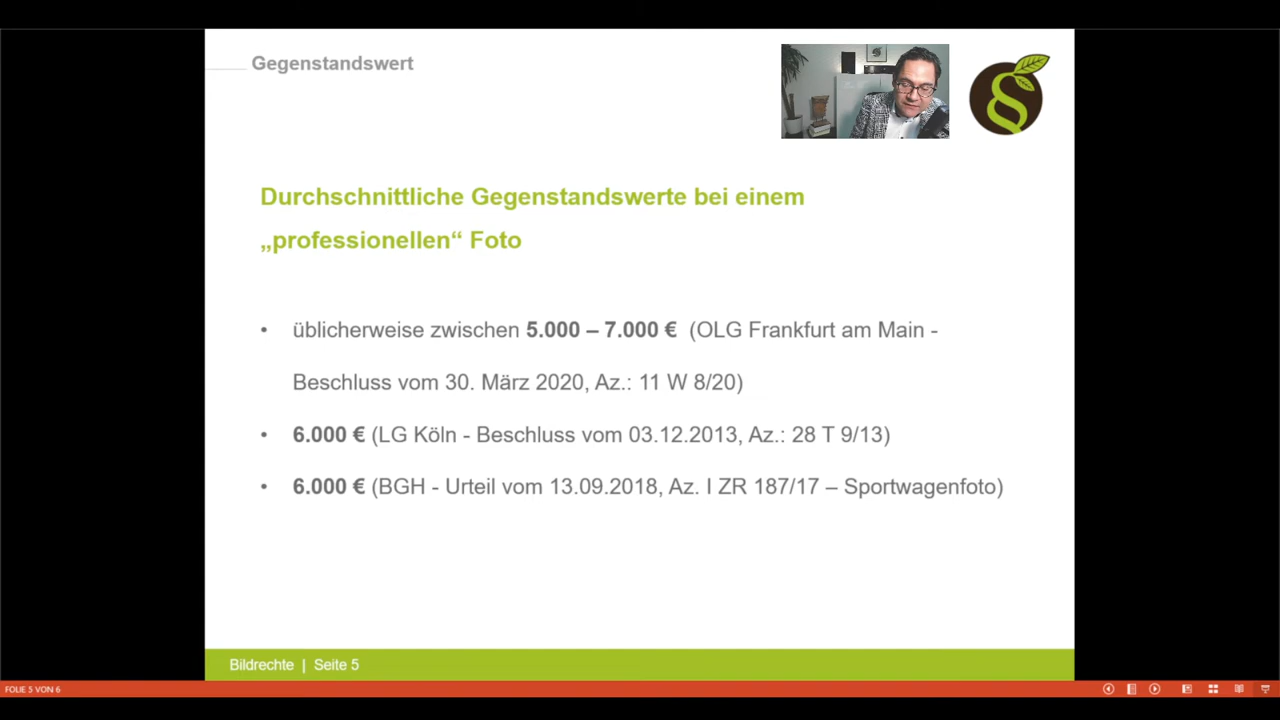 Gegenstandswert
Durchschnittliche Gegenstandswerte bei einem
„professionellen“ Foto
• üblicherweise zwischen 5.000 – 7.000 € (OLG Frankfurt am Main -
Beschluss vom 30. März 2020, Az.: 11 W 8/20)
• 6.000 € (LG Köln - Beschluss vom 03.12.2013, Az.: 28 T 9/13)
• 6.000 € (BGH - Urteil vom 13.09.2018, Az. I ZR 187/17 – Sportwagenfoto)
Bildrechte | Seite 5
FOLIE 5 VON 6